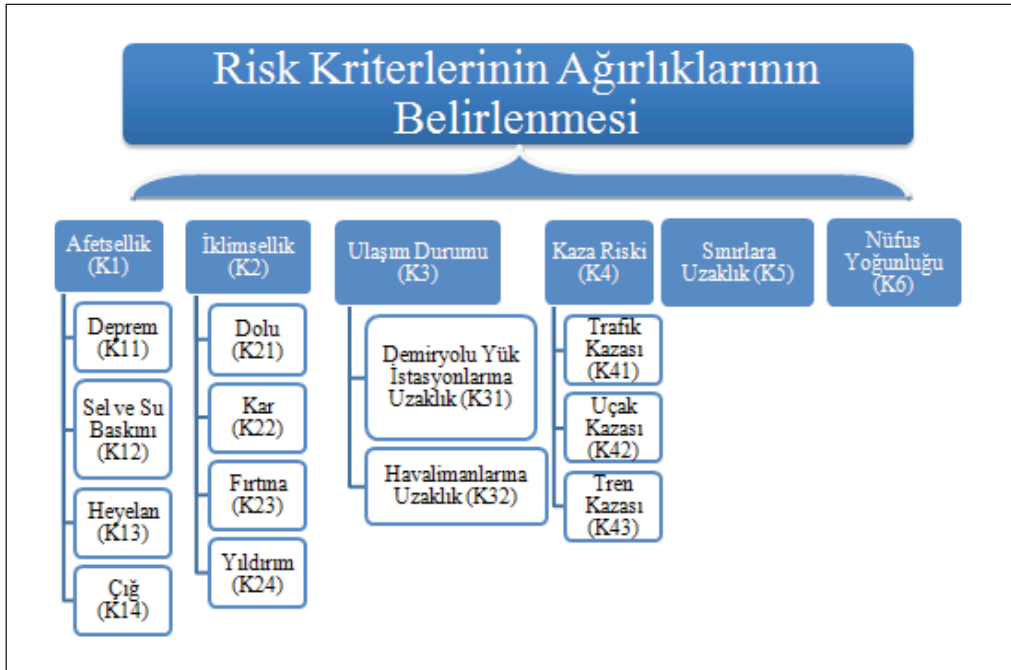 Risk Kriterlerinin Ağırlıklarının
Belirlenmesi
Afetsellik
(K1)
Deprem
(K11)
Sel ve Su
Baskını
(K12)
Heyelan
(K13)
Çığ
(K14)
İklimsellik
(K2)
Dolu
(K21)
Kar
(K22)
Fırtına
(K23)
Yıldırım
(K24)
Ulaşım Durumu
(K3)
Demiryolu Yük
İstasyonlarına
Uzaklık (K31)
Havalimanlarına
Uzaklık (K32)
Kaza Riski
(K4)
Trafik
Kazası
(K41)
Uçak
Kazası
(K42)
Tren
Kazası
(K43)
Sınırlara
Uzaklık (K5)
Nüfus
Yoğunluğu
(K6)